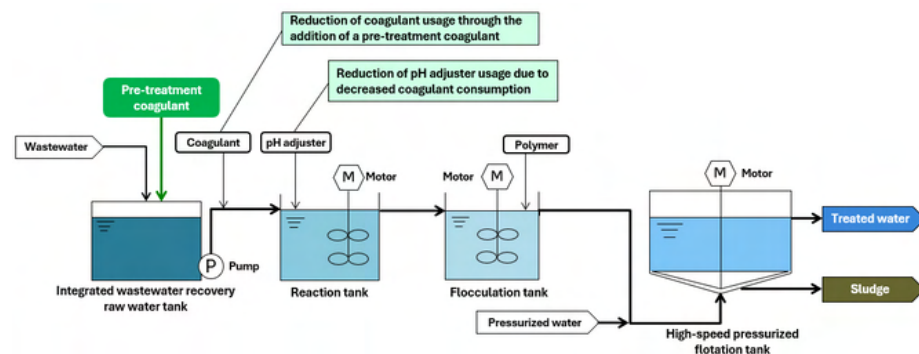 Reduction of coagulant usage through the
addition of a pre-treatment coagulant
Reduction of pH adjuster usage due to
decreased coagulant consumption
Pre-treatment
coagulant
Wastewater
Coagulant
pH adjuster
Polymer
M
Motor
Motor
M
M
Motor
Treated water
P
Pump
Integrated wastewater recovery
raw water tank
Reaction tank
Flocculation tank
Sludge
Pressurized water
High-speed pressurized
flotation tank